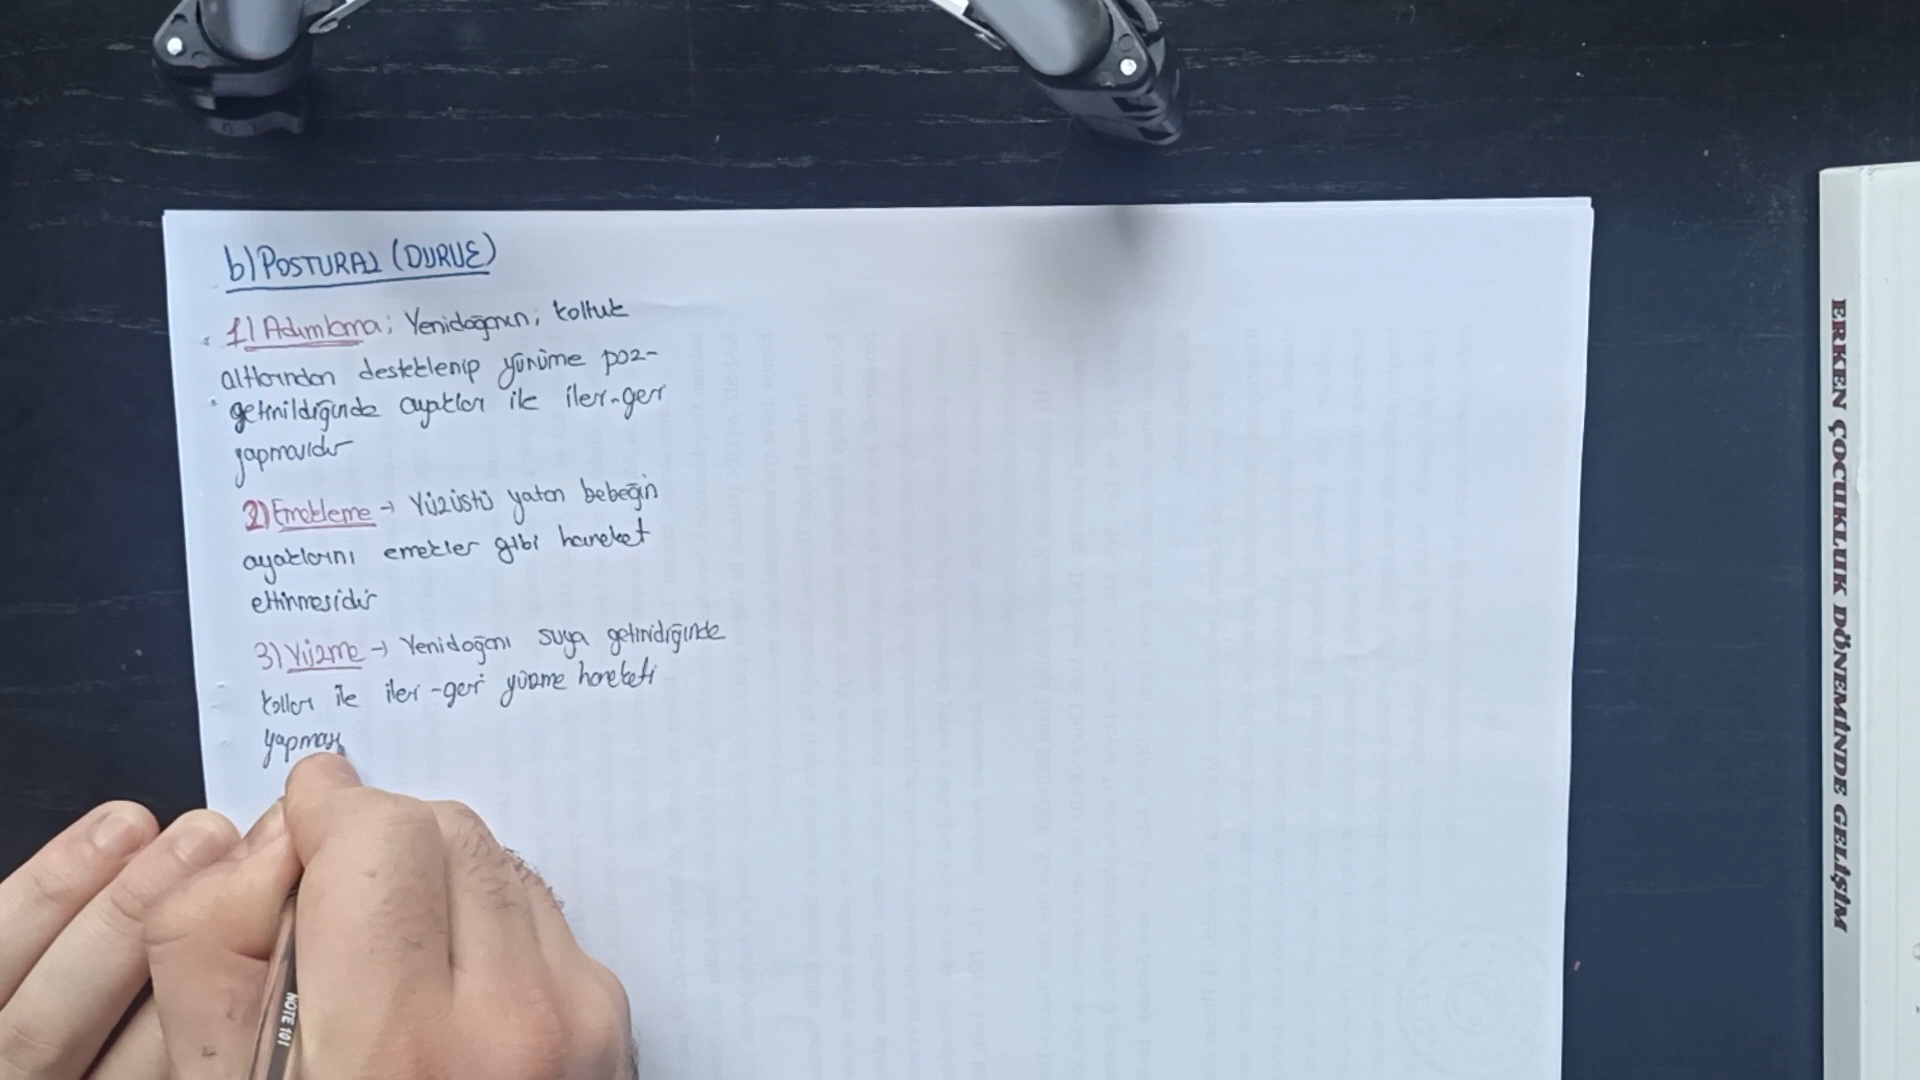 b) POSTURAL (DURUŞ)
1) Adımlama; Yenidoğanın; koltuk
altlarından desteklenip yürüme poz-
getirildiğinde ayaklar ile ileri-geri
yapmasıdır
2) Emekleme → Yüzüstü yatan bebeğin
ayaklarını emekler gibi hareket
ettirmesidir
3) Yüzme → Yenidoğanı suya getirildiğinde
kollar ile ileri-geri yüzme hareketi
yapması
NOTE 101
ERKEN ÇOCUKLUK DÖNEMİNDE GELİŞİM